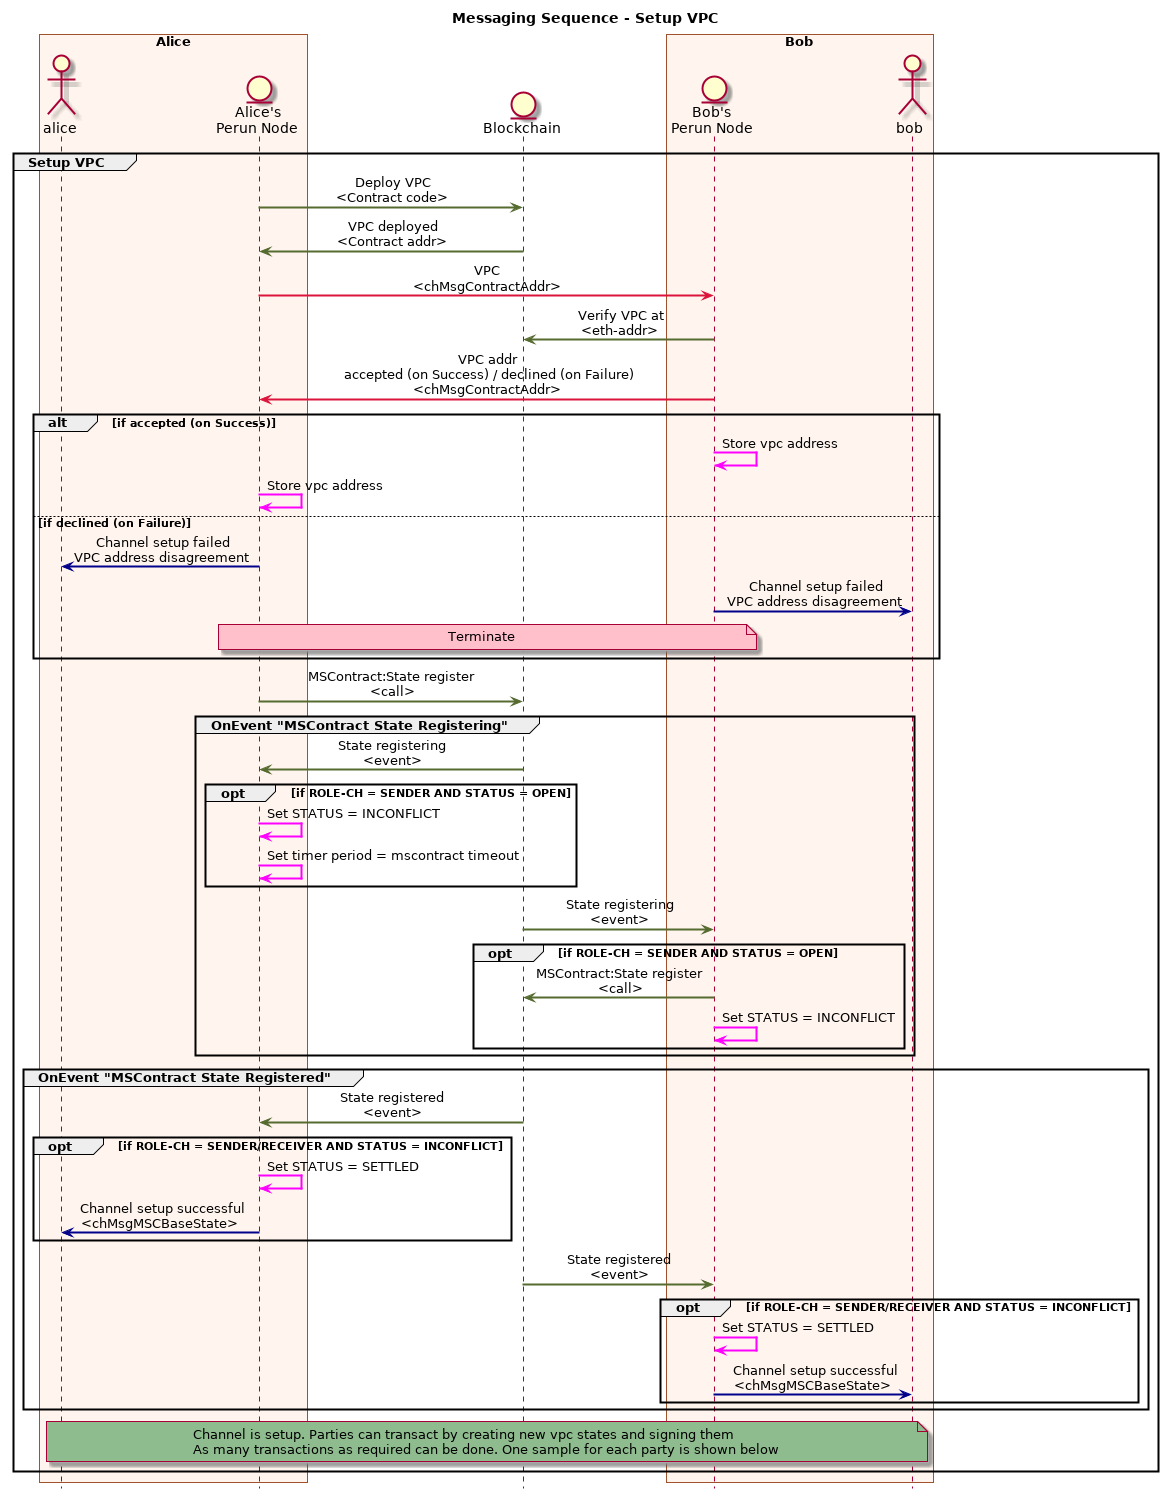 Messaging Sequence - Setup VPC
Alice
Bob
alice
Alice's
Perun Node
Blockchain
Bob's
Perun Node
bob
Setup VPC
Deploy VPC
<Contract code>
VPC deployed
<Contract addr>
VPC
<chMsgContractAddr>
Verify VPC at
<eth-addr>
VPC addr
accepted (on Success) / declined (on Failure)
<chMsgContractAddr>
alt
[if accepted (on Success)]
Store vpc address
Store vpc address
[if declined (on Failure)]
Channel setup failed
VPC address disagreement
Channel setup failed
VPC address disagreement
Terminate
MSContract:State register
<call>
OnEvent "MSContract State Registering"
State registering
<event>
opt
[if ROLE-CH = SENDER AND STATUS = OPEN]
Set STATUS = INCONFLICT
Set timer period = mscontract timeout
State registering
<event>
opt
[if ROLE-CH = SENDER AND STATUS = OPEN]
MSContract:State register
<call>
Set STATUS = INCONFLICT
OnEvent "MSContract State Registered"
State registered
<event>
opt
[if ROLE-CH = SENDER/RECEIVER AND STATUS = INCONFLICT]
Set STATUS = SETTLED
Channel setup successful
<chMsgMSCBaseState>
State registered
<event>
opt
[if ROLE-CH = SENDER/RECEIVER AND STATUS = INCONFLICT]
Set STATUS = SETTLED
Channel setup successful
<chMsgMSCBaseState>
Channel is setup. Parties can transact by creating new vpc states and signing them
As many transactions as required can be done. One sample for each party is shown below